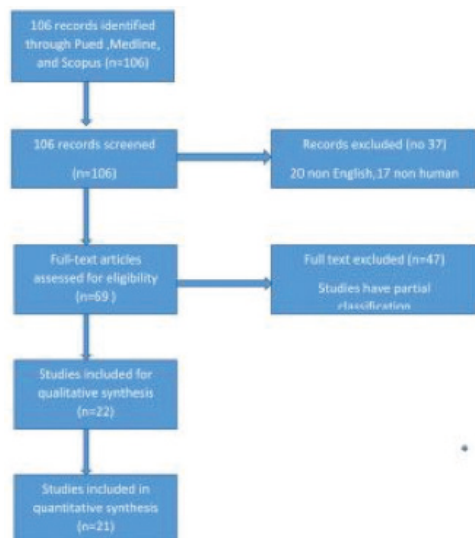 106 records identified
through Pued ,Medline,
and Scopus (n=106)
106 records screened
(n=106)
Records excluded (no 37)
20 non English,17 non human
Full-text articles
assessed for eligibility
(n=69 )
Full text excluded (n=47)
Studies have partial
classification
Studies included for
qualitative synthesis
(n=22)
Studies included in
quantitative synthesis
(n=21)